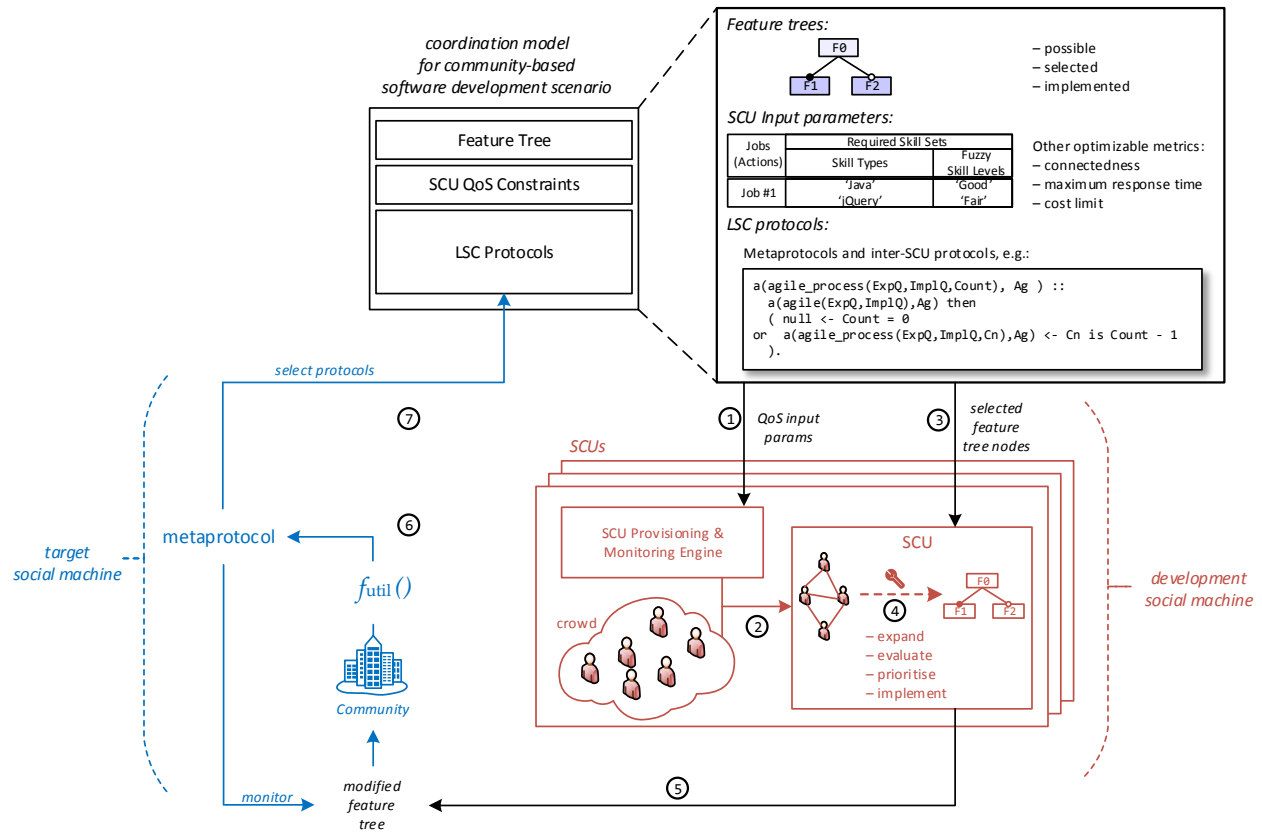 coordination model
for community-based
software development scenario
Feature Tree
SCU QoS Constraints
LSC Protocols
Feature trees:
F0
F1
F2
– possible
– selected
– implemented
SCU Input parameters:
Jobs
(Actions)
Required Skill Sets
Skill Types
Fuzzy
Skill Levels
Job #1
‘Java’
‘jQuery’
‘Good’
‘Fair’
Other optimizable metrics:
– connectedness
– maximum response time
– cost limit
LSC protocols:
Metaprotocols and inter-SCU protocols, e.g.:
a(agile_process(ExpQ,ImplQ,Count), Ag ) ::
a(agile(ExpQ,ImplQ),Ag) then
( null <- Count = 0
or a(agile_process(ExpQ,ImplQ,Cn),Ag) <- Cn is Count - 1
).
select protocols
7
1
QoS input
params
3
selected
feature
tree nodes
SCUs
SCU Provisioning &
Monitoring Engine
SCU
F0
F1
F2
4
– expand
– evaluate
– prioritise
– implement
crowd
2
development
social machine
target
social machine
metaprotocol
6
futil()
Community
monitor
modified
feature
tree
5